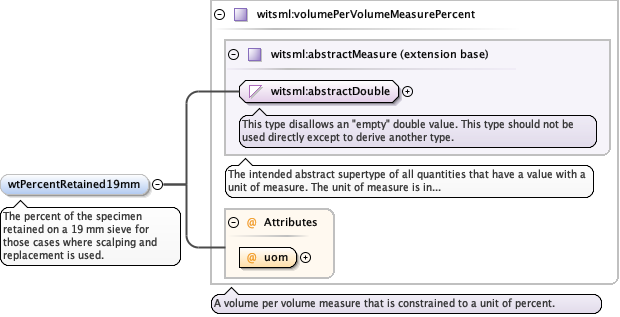 witsml:volumePerVolumeMeasurePercent
witsml:abstractMeasure (extension base)
witsml:abstractDouble
This type disallows an "empty" double value. This type should not be
used directly except to derive another type.
The intended abstract supertype of all quantities that have a value with a
unit of measure. The unit of measure is in...
wtPercentRetained19mm
The percent of the specimen
retained on a 19 mm sieve for
those cases where scalping and
replacement is used.
@ Attributes
@ uom
A volume per volume measure that is constrained to a unit of percent.